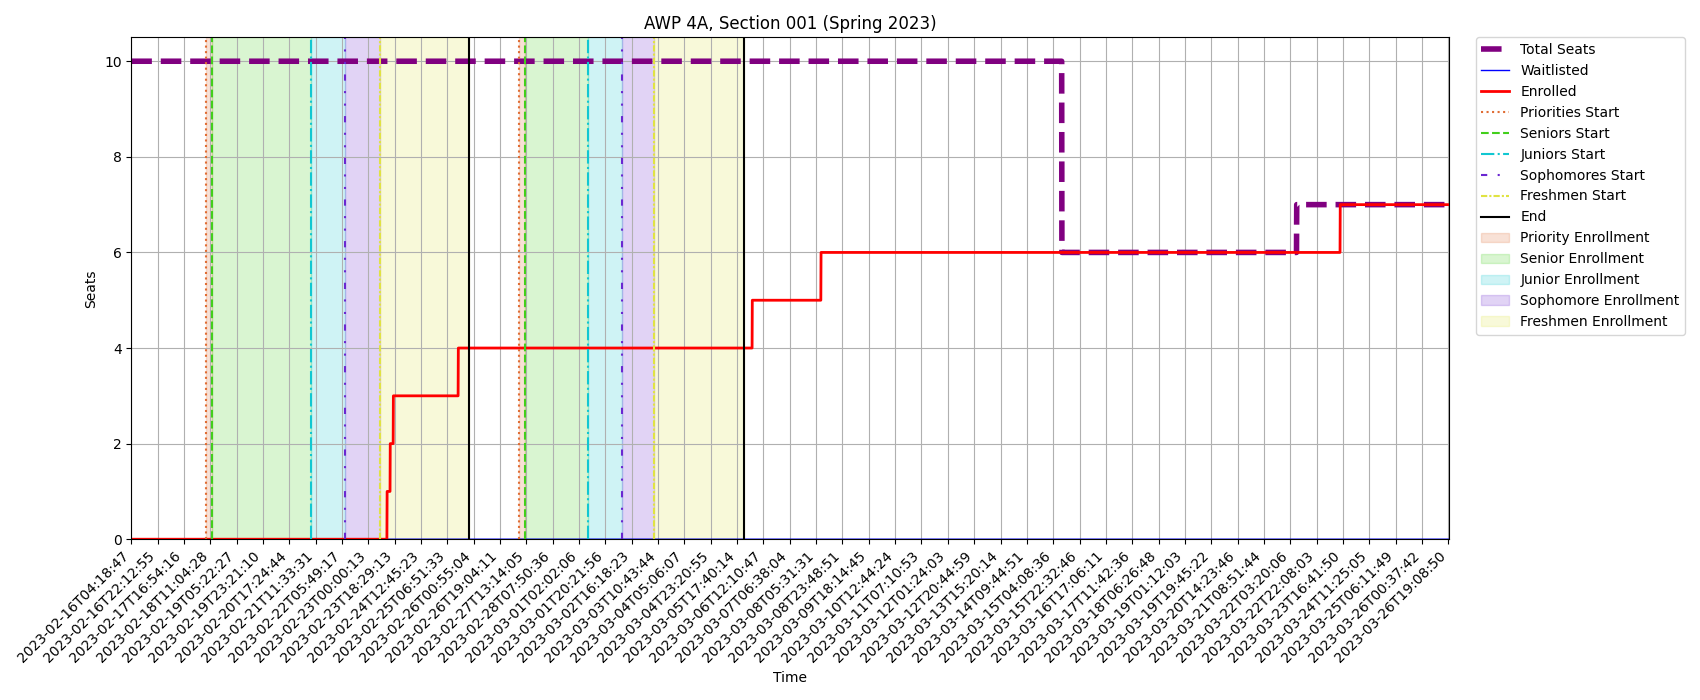 AWP 4A, Section 001 (Spring 2023)
Seats
10
8
6
4
2
0
2023-02-16T04:18:47
2023-02-16T22:12:55
2023-02-17T16:54:16
2023-02-18T11:04:28
2023-02-19T05:22:27
2023-02-19T23:21:10
2023-02-20T17:24:44
2023-02-21T11:33:31
2023-02-22T05:49:17
2023-02-23T00:00:13
2023-02-23T18:29:13
2023-02-24T12:45:23
2023-02-25T06:51:33
2023-02-26T00:55:04
2023-02-26T19:04:11
2023-02-27T13:14:05
2023-02-28T07:50:36
2023-03-01T02:02:06
2023-03-01T20:21:56
2023-03-02T16:18:23
2023-03-03T10:43:44
2023-03-04T05:06:07
2023-03-04T23:20:55
2023-03-05T17:40:14
2023-03-06T12:10:47
2023-03-07T06:38:04
2023-03-08T05:31:31
2023-03-08T23:48:51
2023-03-09T18:14:45
2023-03-10T12:44:24
2023-03-11T07:10:53
2023-03-12T01:24:03
2023-03-12T20:44:59
2023-03-13T15:20:14
2023-03-14T09:44:51
2023-03-15T04:08:36
2023-03-15T22:32:46
2023-03-16T17:06:11
2023-03-17T11:42:36
2023-03-18T06:26:48
2023-03-19T01:12:03
2023-03-19T19:45:22
2023-03-20T14:23:46
2023-03-21T08:51:44
2023-03-22T03:20:06
2023-03-22T22:08:03
2023-03-23T16:41:50
2023-03-24T11:25:05
2023-03-25T06:11:49
2023-03-26T00:37:42
2023-03-26T19:08:50
Time
Total Seats
Waitlisted
Enrolled
Priorities Start
Seniors Start
Juniors Start
Sophomores Start
Freshmen Start
End
Priority Enrollment
Senior Enrollment
Junior Enrollment
Sophomore Enrollment
Freshmen Enrollment